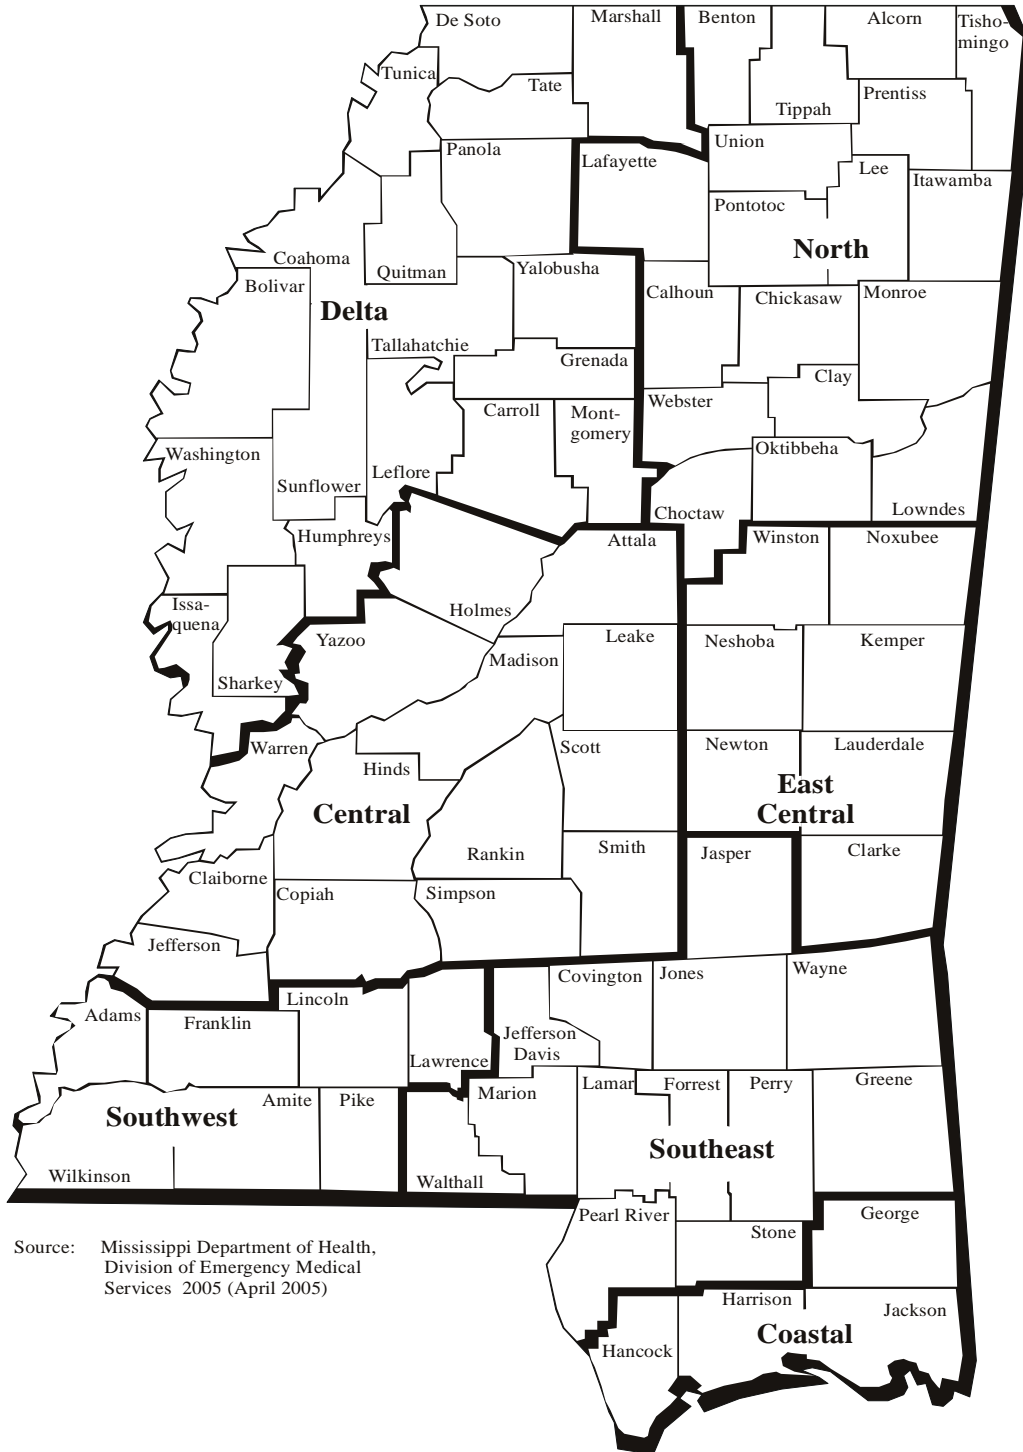 De Soto
Marshall
Benton
Alcorn
Tisho-
mingo
Tunica
Tate
Tippah
Prentiss
Panola
Lafayette
Union
Lee
Itawamba
Pontotoc
North
Coahoma
Quitman
Yalobusha
Bolivar
Delta
Calhoun
Chickasaw
Monroe
Tallahatchie
Grenada
Clay
Carroll
Mont-
gomery
Webster
Washington
Sunflower
Leflore
Oktibbeha
Choctaw
Lowndes
Humphreys
Attala
Winston
Noxubee
Issa-
quena
Holmes
Yazoo
Leake
Neshoba
Kemper
Madison
Sharkey
Warren
Hinds
Scott
Newton
Lauderdale
Central
East
Central
Rankin
Smith
Jasper
Clarke
Claiborne
Copiah
Simpson
Jefferson
Covington
Jones
Wayne
Adams
Franklin
Lincoln
Lawrence
Jefferson
Davis
Marion
Lamar
Forrest
Perry
Greene
Southwest
Amite
Pike
Southeast
Wilkinson
Walthall
Pearl River
Stone
George
Source: Mississippi Department of Health,
Division of Emergency Medical
Services 2005 (April 2005)
Harrison
Jackson
Coastal
Hancock